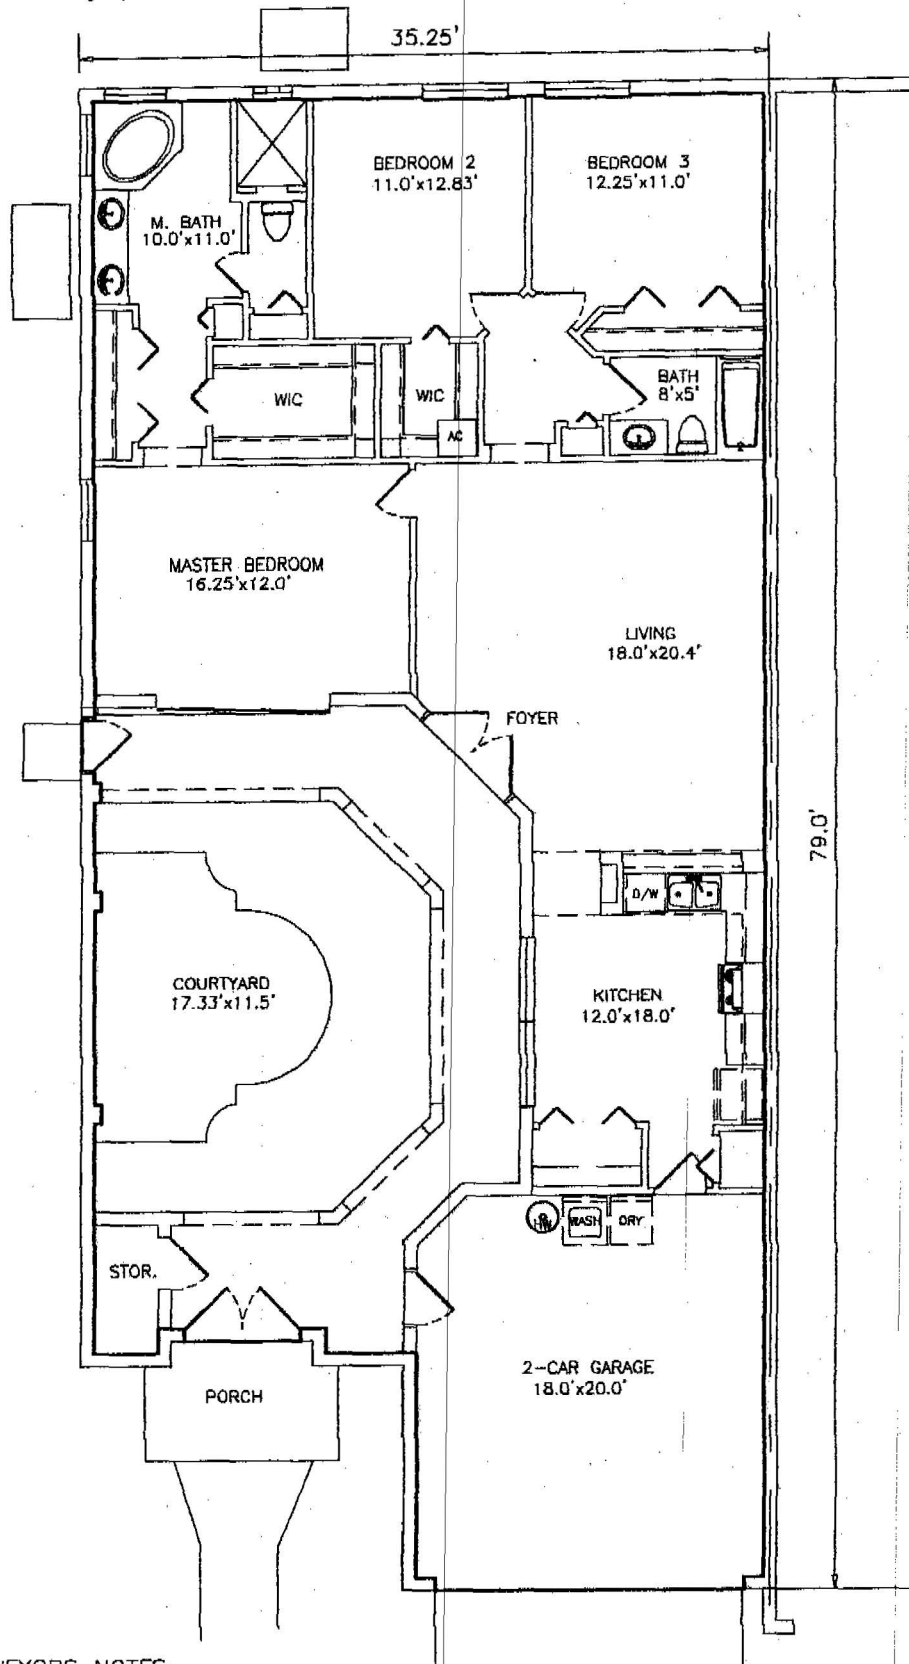 35.25'
BEDROOM 2
11.0'x12.83'
BEDROOM 3
12.25'x11.0'
M. BATH
10.0'x11.0'
WIC
WIC
AC
BATH
8'x5'
MASTER BEDROOM
16.25'x12.0'
LIVING
18.0'x20.4'
FOYER
79.0'
D/W
COURTYARD
17.33'x11.5'
KITCHEN
12.0'x18.0'
HW
WASH
DRY
STOR.
2-CAR GARAGE
18.0'x20.0'
PORCH
NOTES